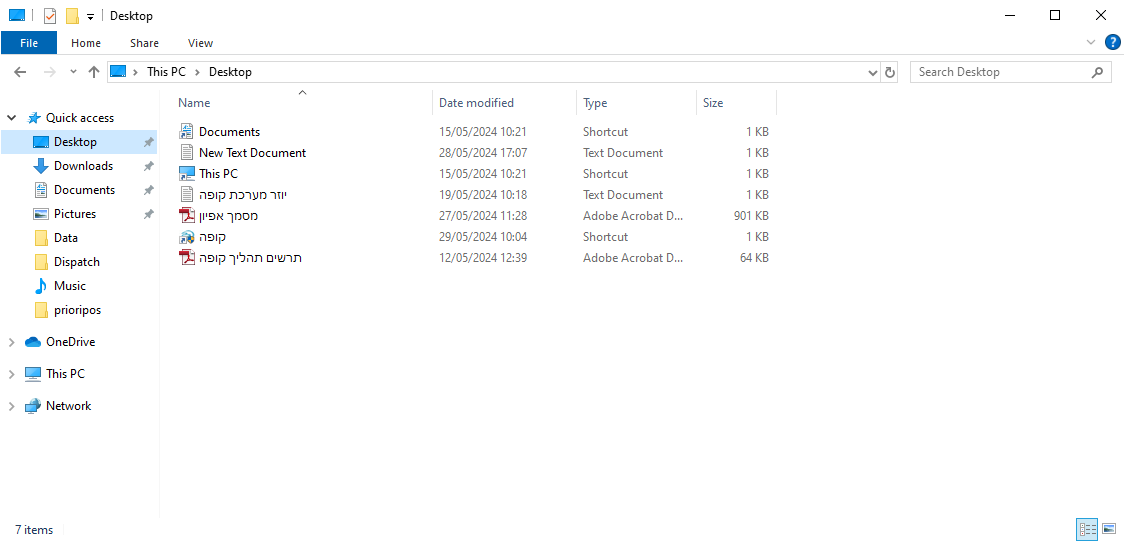 Desktop
File Home Share View
This PC Desktop Search Desktop
Name Date modified Type Size
Quick access
Desktop
Downloads
Documents
Pictures
Data
Dispatch
Music
prioripos
OneDrive
This PC
Network
Documents 15/05/2024 10:21 Shortcut 1 KB
New Text Document 28/05/2024 17:07 Text Document 1 KB
This PC 15/05/2024 10:21 Shortcut 1 KB
יוזר מערכת קופה 19/05/2024 10:18 Text Document 1 KB
מסמך אפיון 27/05/2024 11:28 Adobe Acrobat D... 901 KB
קופה 29/05/2024 10:04 Shortcut 1 KB
תרשים תהליך קופה 12/05/2024 12:39 Adobe Acrobat D... 64 KB
7 items